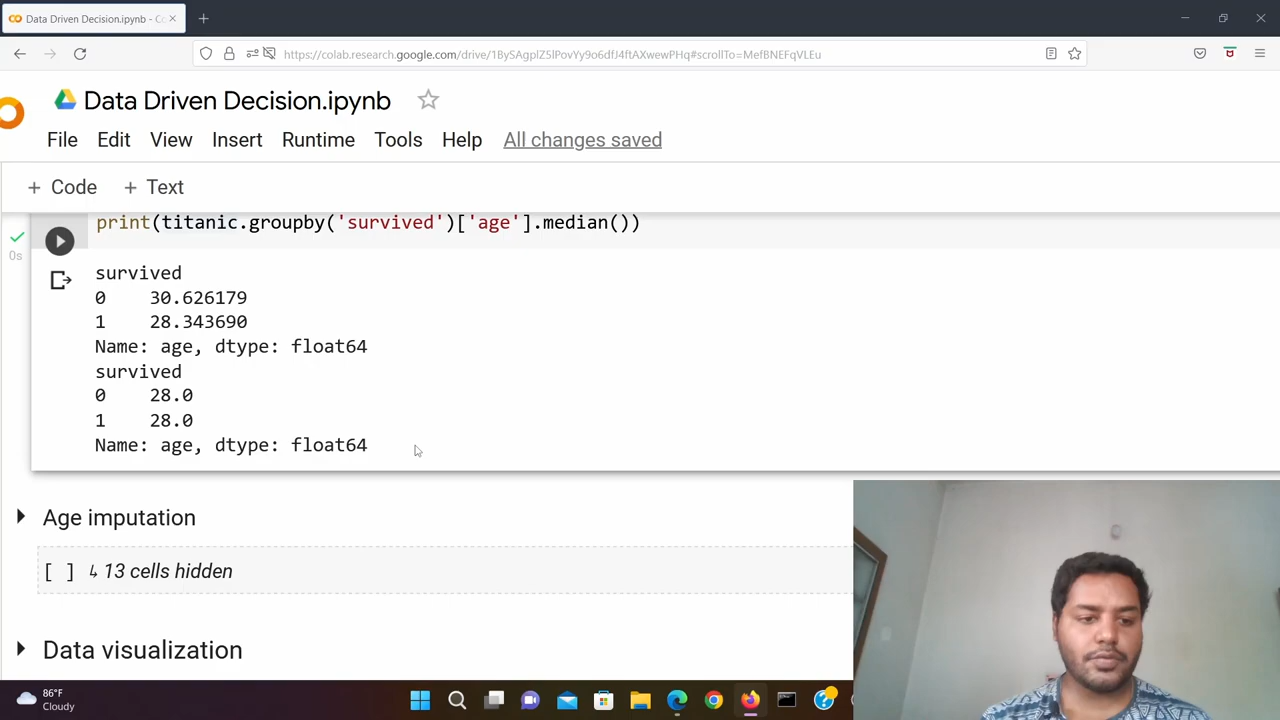 Data Driven Decision.ipynb - Co
https://colab.research.google.com/drive/1BySAgplZ5lPovYy9o6dfJ4ftAXwewPHq#scrollTo=MefBNEFqVLEu
Data Driven Decision.ipynb
File Edit View Insert Runtime Tools Help All changes saved
+ Code + Text
print(titanic.groupby('survived')['age'].median())
0s
survived
0 30.626179
1 28.343690
Name: age, dtype: float64
survived
0 28.0
1 28.0
Name: age, dtype: float64
Age imputation
[ ] ↳ 13 cells hidden
Data visualization
86°F
Cloudy